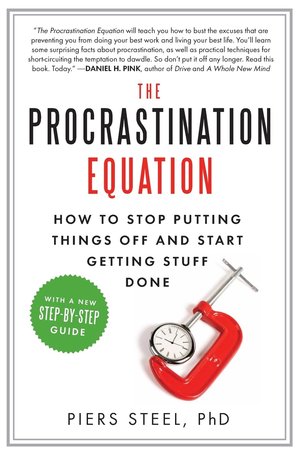 "The Procrastination Equation will teach you how to bust the excuses that are
preventing you from doing your best work and living your best life. You'll learn
some surprising facts about procrastination, as well as practical techniques for
short-circuiting the temptation to dawdle. So don't put it off any longer. Read this
book. Today." —DANIEL H. PINK, author of Drive and A Whole New Mind
THE
PROCRASTINATION
EQUATION
HOW TO STOP PUTTING
THINGS OFF AND START
GETTING STUFF
DONE
WITH A NEW
STEP-BY-STEP
GUIDE
PIERS STEEL, PhD